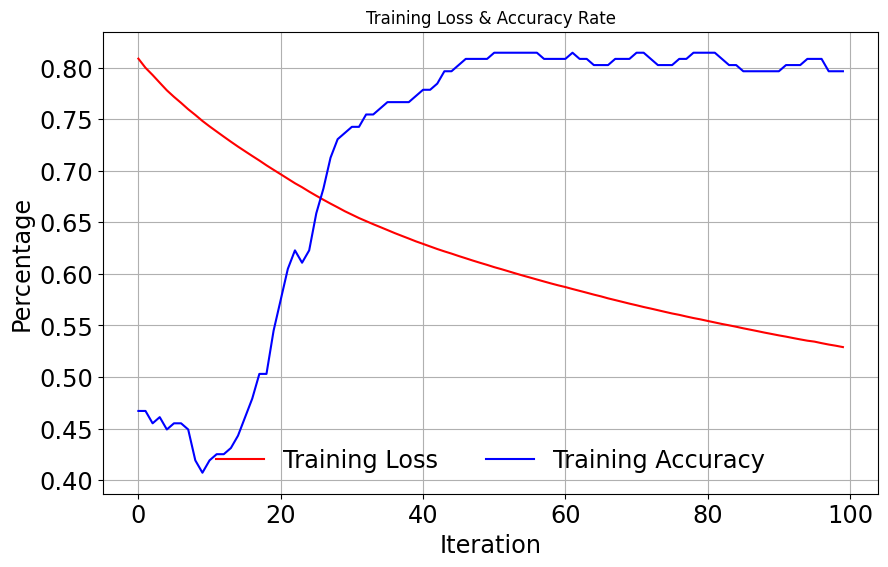 Training Loss & Accuracy Rate
Percentage
0.80
0.75
0.70
0.65
0.60
0.55
0.50
0.45
0.40
Training Loss Training Accuracy
0 20 40 60 80 100
Iteration